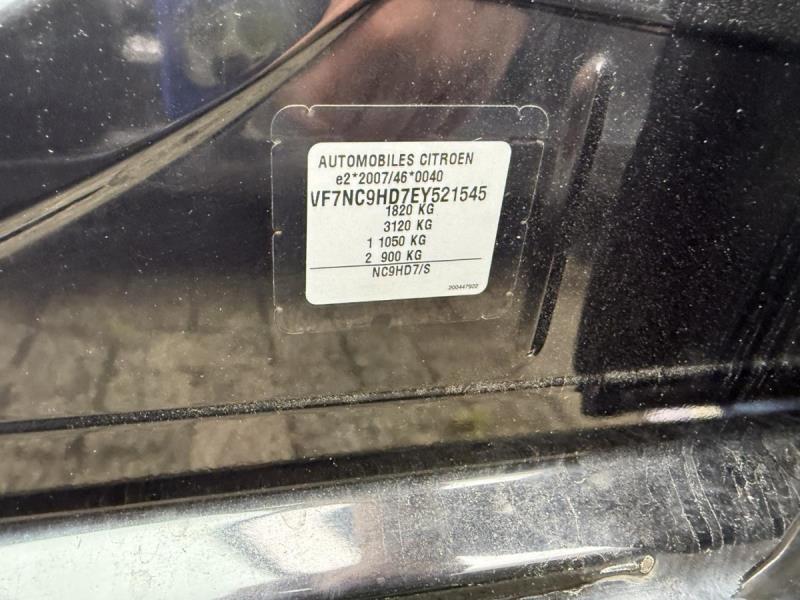 AUTOMOBILES CITROEN
e2*2007/46*0040
VF7NC9HD7EY521545
1820 KG
3120 KG
1 1050 KG
2 900 KG
NC9HD7/S